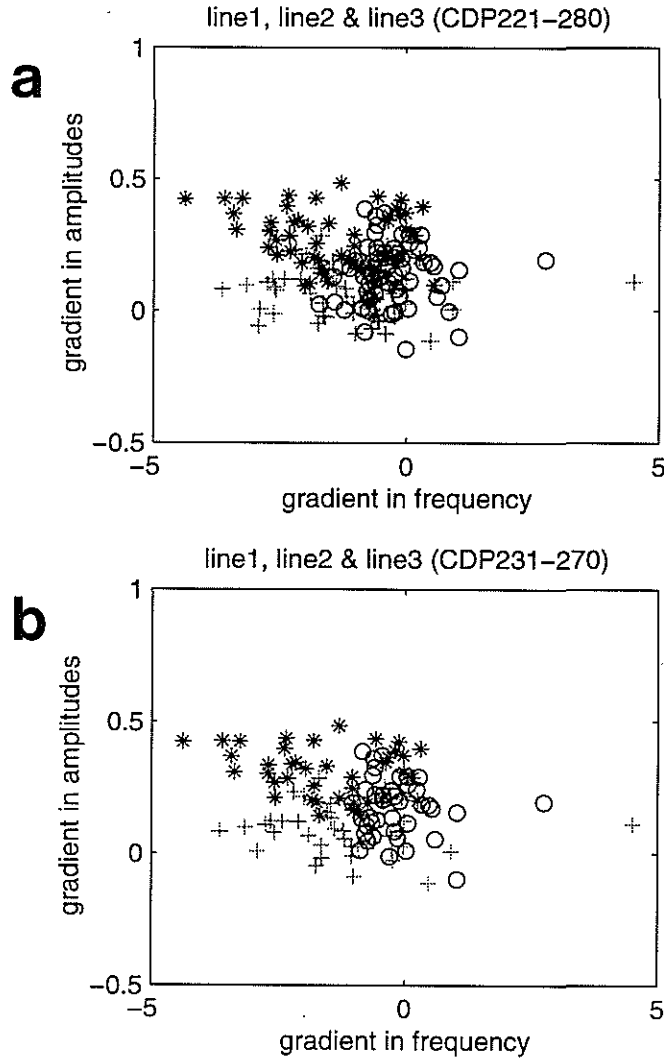 line1, line2 & line3 (CDP221−280)
a
1
0.5
0
−0.5
gradient in amplitudes
−5
0
5
gradient in frequency
line1, line2 & line3 (CDP231−270)
b
1
0.5
0
−0.5
gradient in amplitudes
−5
0
5
gradient in frequency